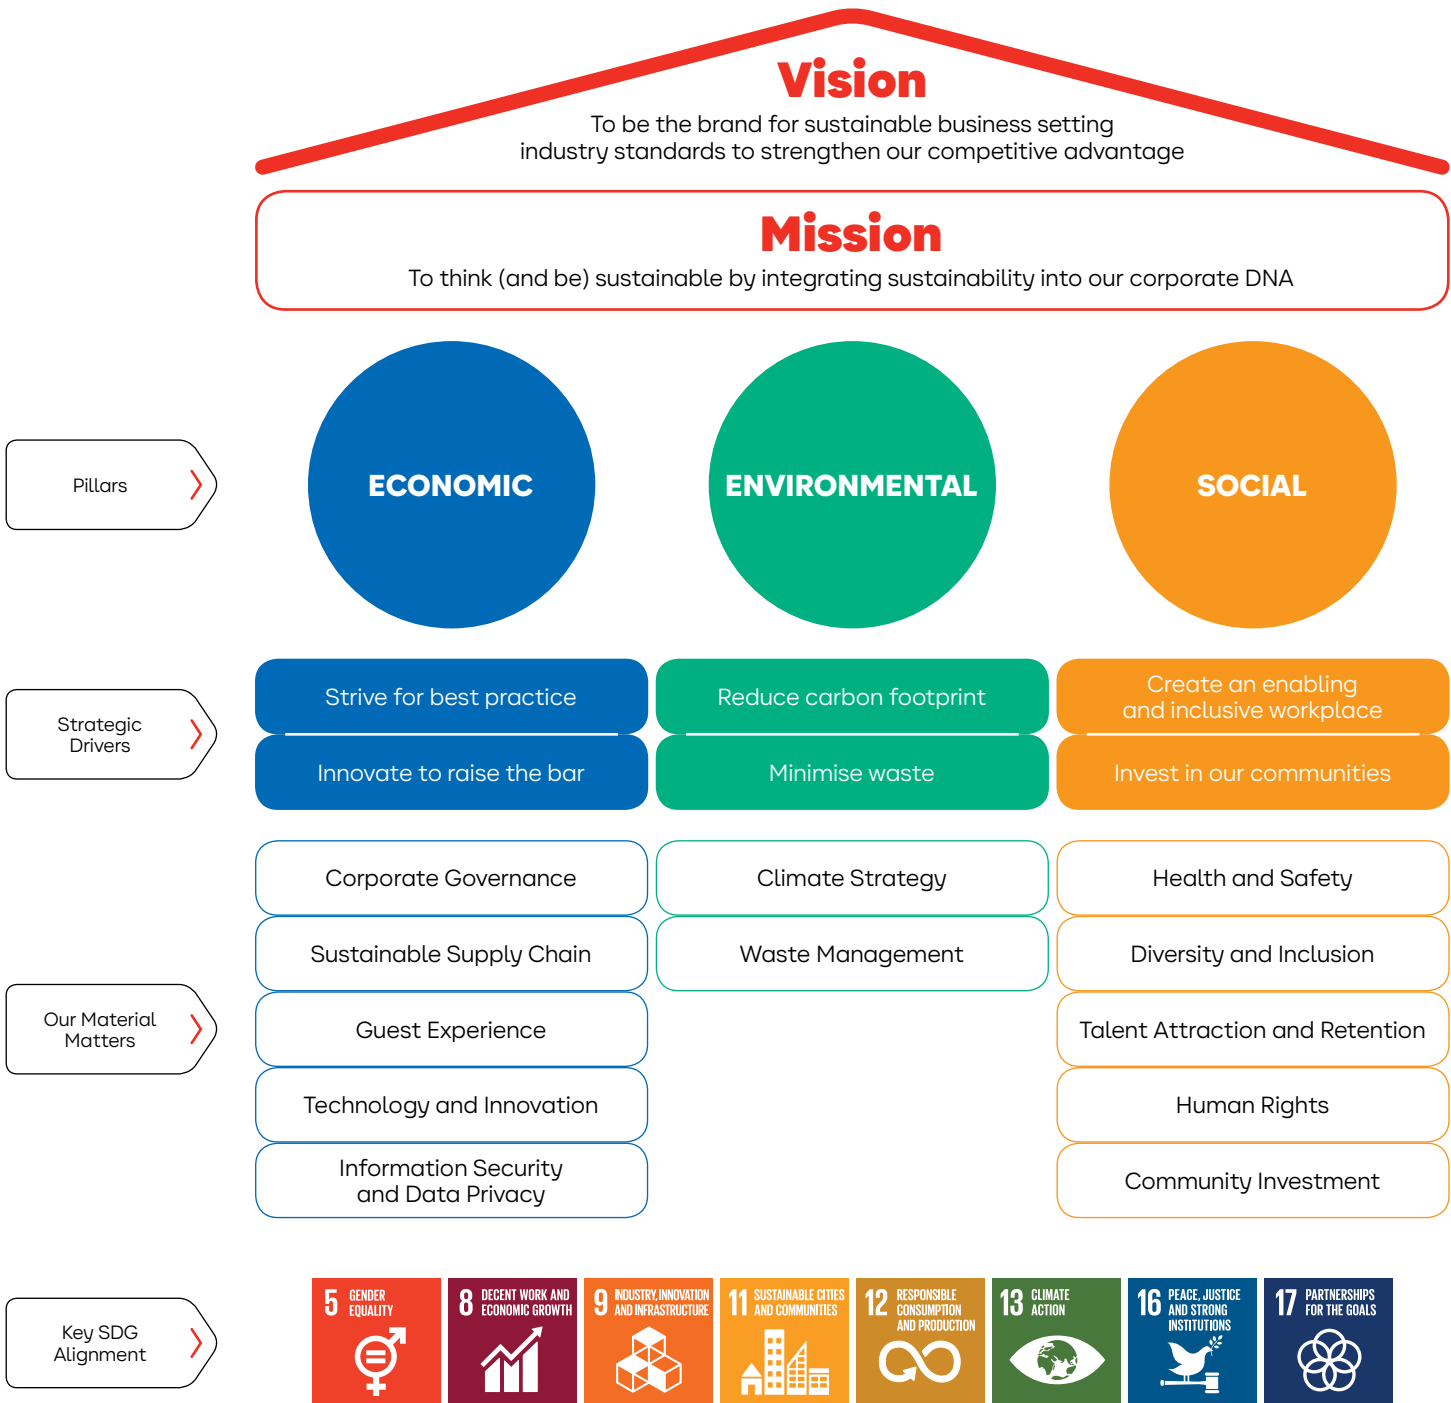 Vision
To be the brand for sustainable business setting
industry standards to strengthen our competitive advantage
Mission
To think (and be) sustainable by integrating sustainability into our corporate DNA
Pillars
ECONOMIC
ENVIRONMENTAL
SOCIAL
Strategic
Drivers
Strive for best practice
Innovate to raise the bar
Reduce carbon footprint
Minimise waste
Create an enabling
and inclusive workplace
Invest in our communities
Our Material
Matters
Corporate Governance
Sustainable Supply Chain
Guest Experience
Technology and Innovation
Information Security
and Data Privacy
Climate Strategy
Waste Management
Health and Safety
Diversity and Inclusion
Talent Attraction and Retention
Human Rights
Community Investment
Key SDG
Alignment
5 GENDER
EQUALITY
8 DECENT WORK AND
ECONOMIC GROWTH
9 INDUSTRY, INNOVATION
AND INFRASTRUCTURE
11 SUSTAINABLE CITIES
AND COMMUNITIES
12 RESPONSIBLE
CONSUMPTION
AND PRODUCTION
13 CLIMATE
ACTION
16 PEACE, JUSTICE
AND STRONG
INSTITUTIONS
17 PARTNERSHIPS
FOR THE GOALS